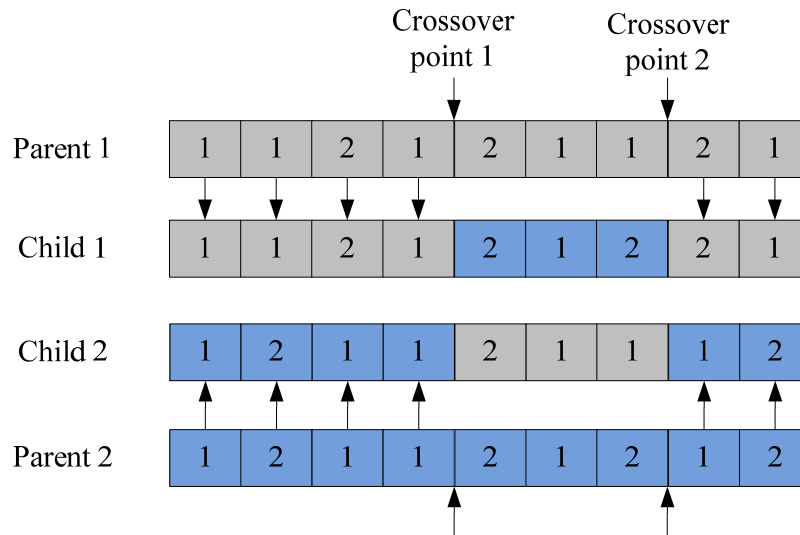 Crossover point 1
Crossover point 2
Parent 1 1 1 2 1 2 1 1 2 1
Child 1 1 1 2 1 2 1 2 2 1
Child 2 1 2 1 1 2 1 1 1 2
Parent 2 1 2 1 1 2 1 2 1 2